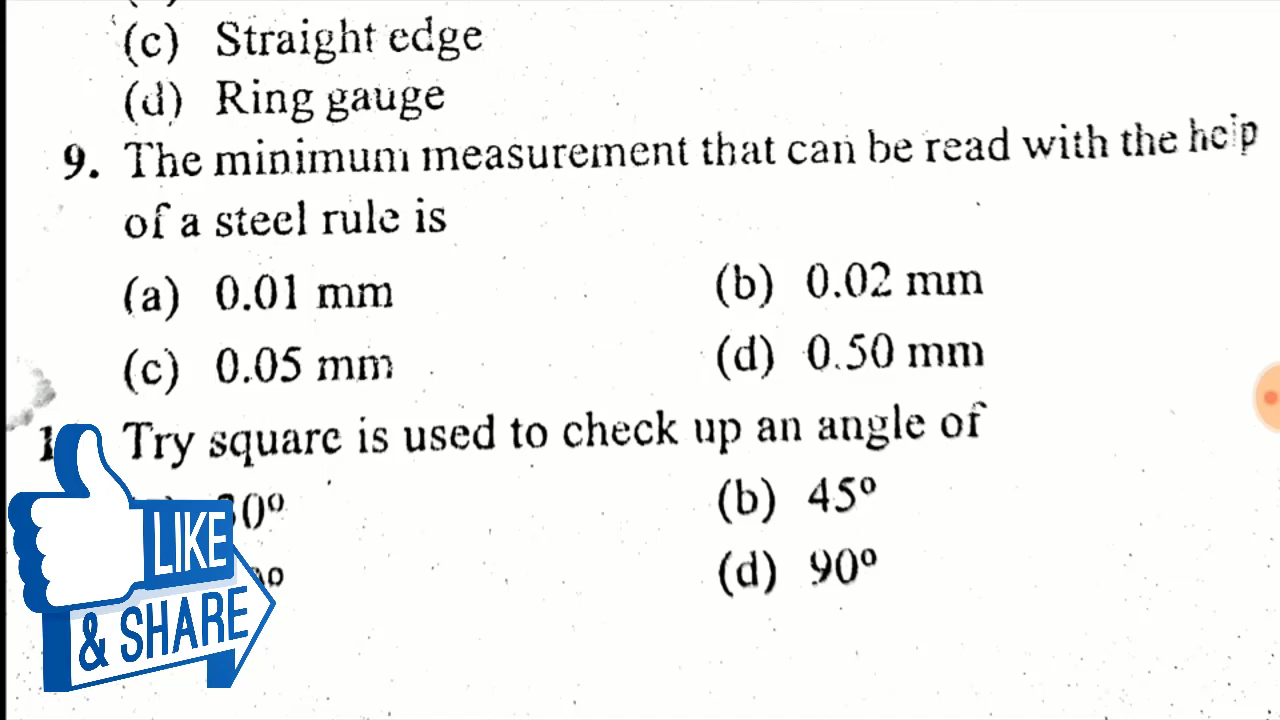 (c) Straight edge
(d) Ring gauge
9. The minimum measurement that can be read with the help
of a steel rule is
(a) 0.01 mm
(b) 0.02 mm
(c) 0.05 mm
(d) 0.50 mm
Try square is used to check up an angle of
(b) 45º
(d) 90º
LIKE
& SHARE